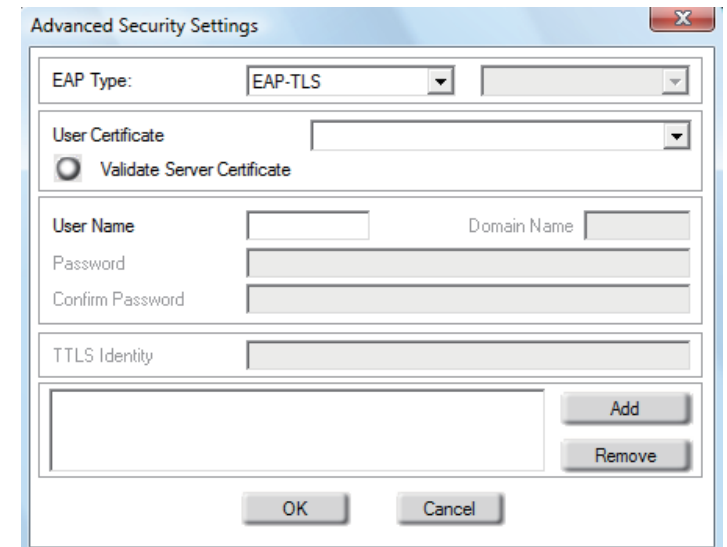 Advanced Security Settings
EAP Type: EAP-TLS
User Certificate
Validate Server Certificate
User Name Domain Name
Password
Confirm Password
TTLS Identity
Add
Remove
OK Cancel